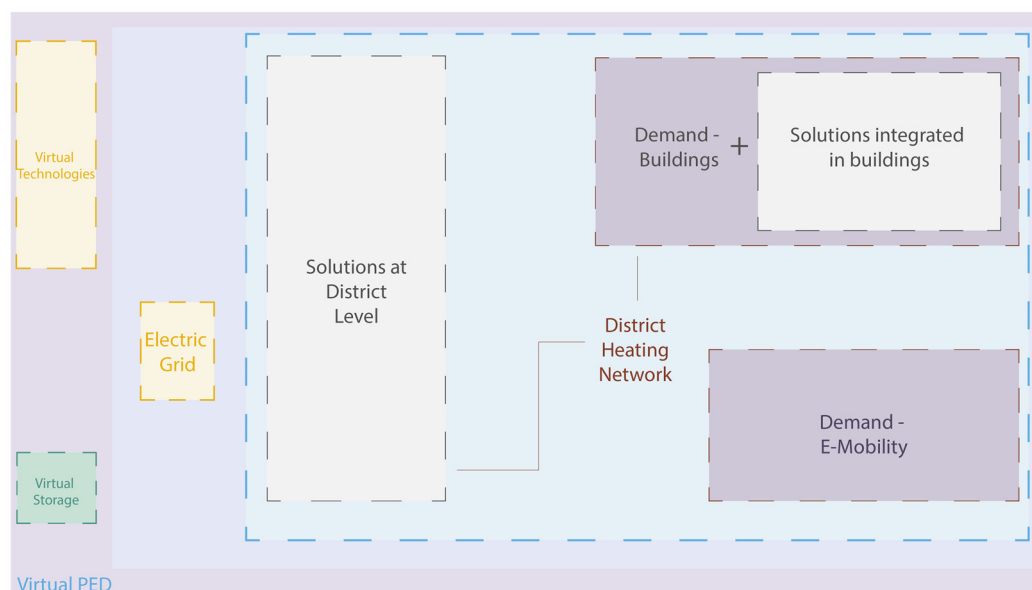 Virtual
Technologies
Electric
Grid
Virtual
Storage
Virtual PED
Solutions at
District
Level
Demand -
Buildings
+
Solutions integrated
in buildings
District
Heating
Network
Demand -
E-Mobility